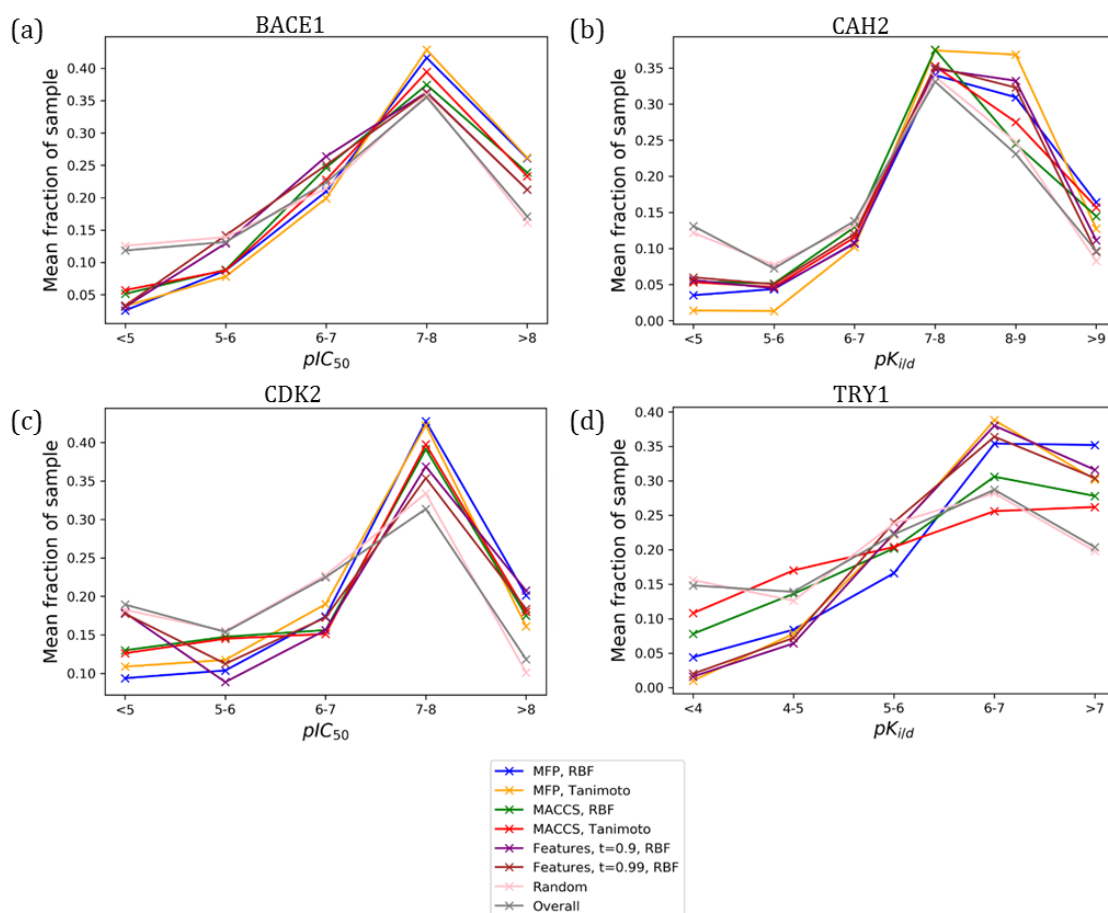 (a)
BACE1
Mean fraction of sample
0.40
0.35
0.30
0.25
0.20
0.15
0.10
0.05
<5
5-6
6-7
7-8
>8
pIC50
(b)
CAH2
Mean fraction of sample
0.35
0.30
0.25
0.20
0.15
0.10
0.05
0.00
<5
5-6
6-7
7-8
8-9
>9
pKi/d
(c)
CDK2
Mean fraction of sample
0.40
0.35
0.30
0.25
0.20
0.15
0.10
<5
5-6
6-7
7-8
>8
pIC50
(d)
TRY1
Mean fraction of sample
0.40
0.35
0.30
0.25
0.20
0.15
0.10
0.05
0.00
<4
4-5
5-6
6-7
>7
pKi/d
MFP, RBF
MFP, Tanimoto
MACCS, RBF
MACCS, Tanimoto
Features, t=0.9, RBF
Features, t=0.99, RBF
Random
Overall